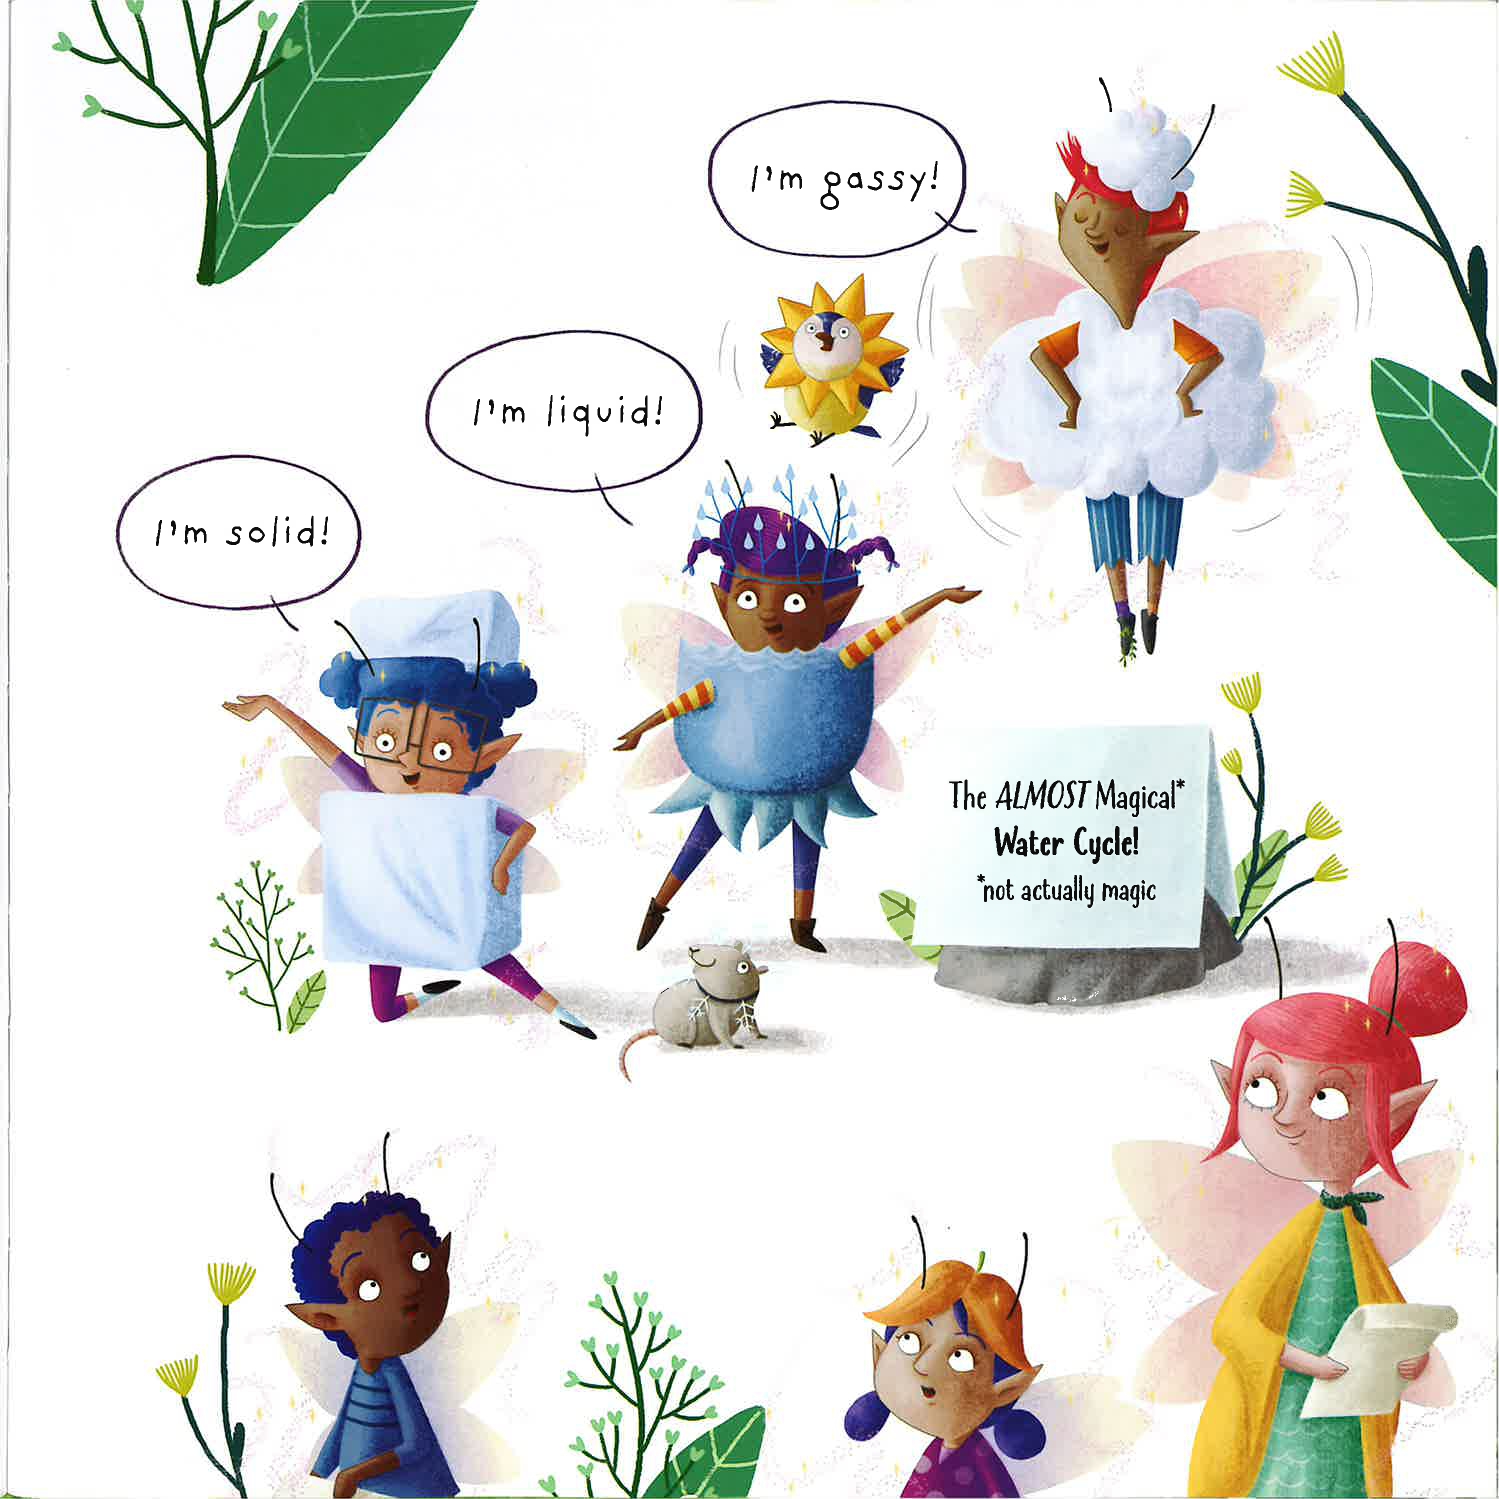 I'm gassy!
I'm liquid!
I'm solid!
The ALMOST Magical*
Water Cycle!
*not actually magic